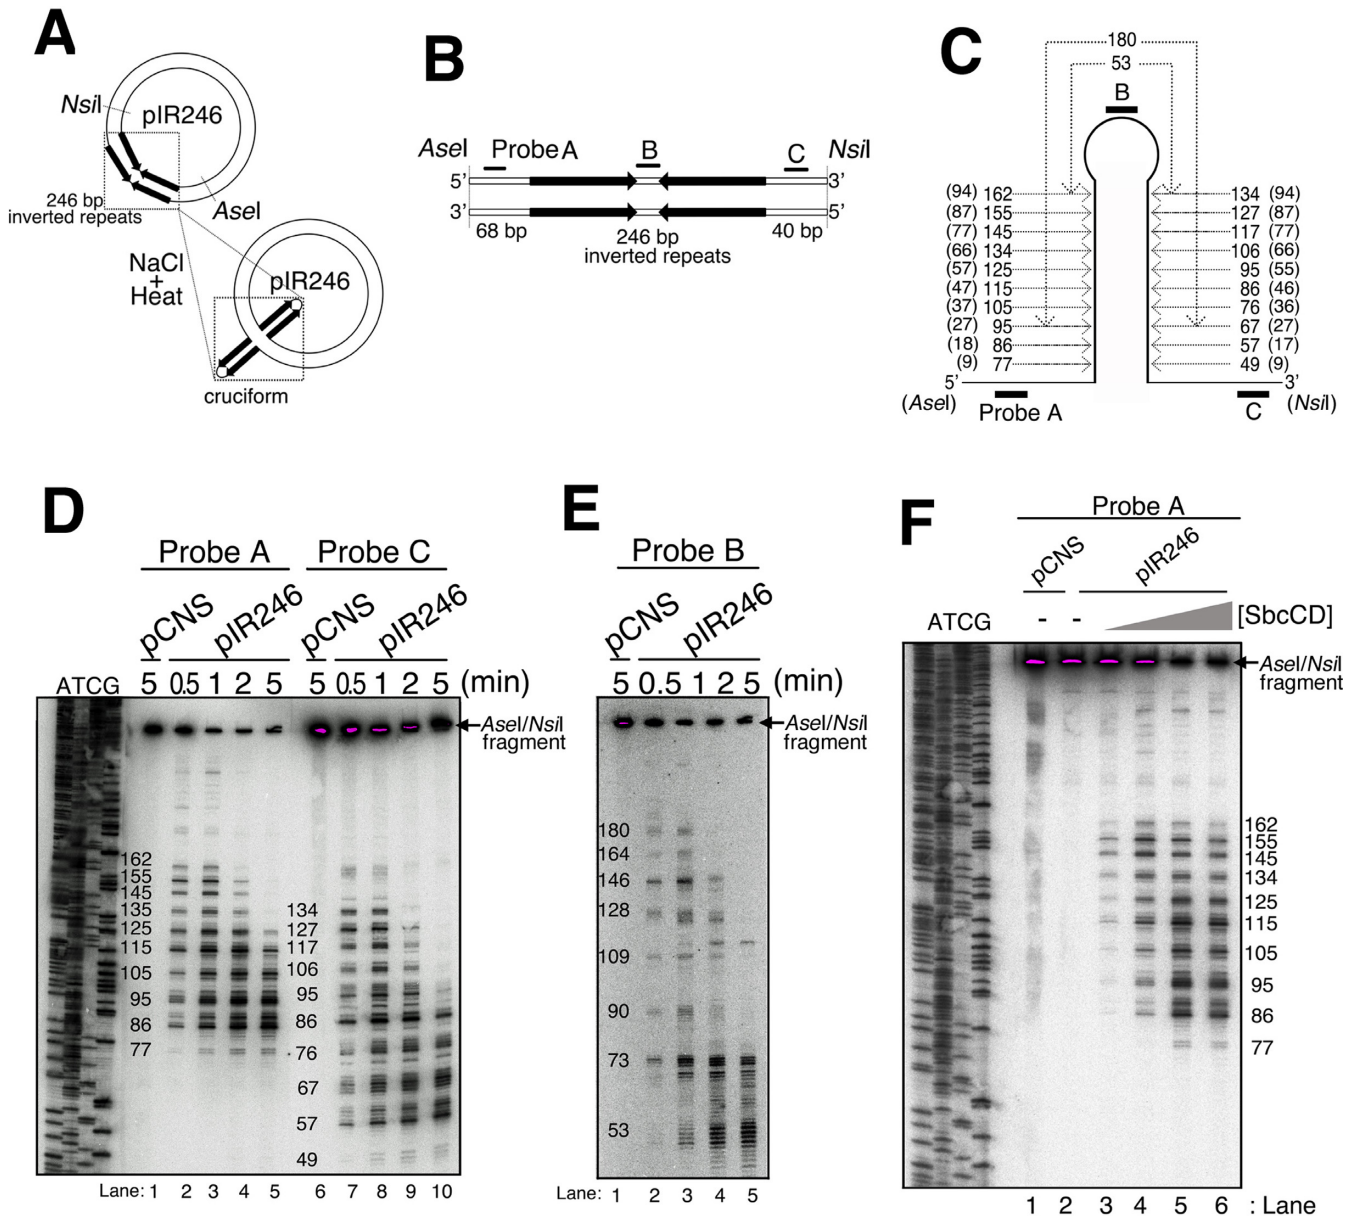 A
NsiI
pIR246
246 bp
inverted repeats
AseI
NaCl
+
Heat
pIR246
cruciform
B
AseI Probe A B C NsiI
5’ 3’
3’ 5’
68 bp 246 bp 40 bp
inverted repeats
C
180
53
B
(94) 162 134 (94)
(87) 155 127 (87)
(77) 145 117 (77)
(66) 134 106 (66)
(57) 125 95 (55)
(47) 115 86 (46)
(37) 105 76 (36)
(27) 95 67 (27)
(18) 86 57 (17)
(9) 77 49 (9)
5’ 3’
(AseI) Probe A C (NsiI)
D
Probe A Probe C
pCNS pIR246 pCNS pIR246
ATCG 5 0.5 1 2 5 5 0.5 1 2 5 (min)
AseI/NsiI
fragment
162
155
145
135
125
115
105
95
86
77
134
127
117
106
95
86
76
67
57
49
Lane: 1 2 3 4 5 6 7 8 9 10
E
Probe B
pCNS pIR246
5 0.5 1 2 5 (min)
AseI/NsiI
fragment
180
164
146
128
109
90
73
53
Lane: 1 2 3 4 5
F
Probe A
pCNS pIR246
ATCG - - [SbcCD]
AseI/NsiI
fragment
162
155
145
134
125
115
105
95
86
77
1 2 3 4 5 6 : Lane